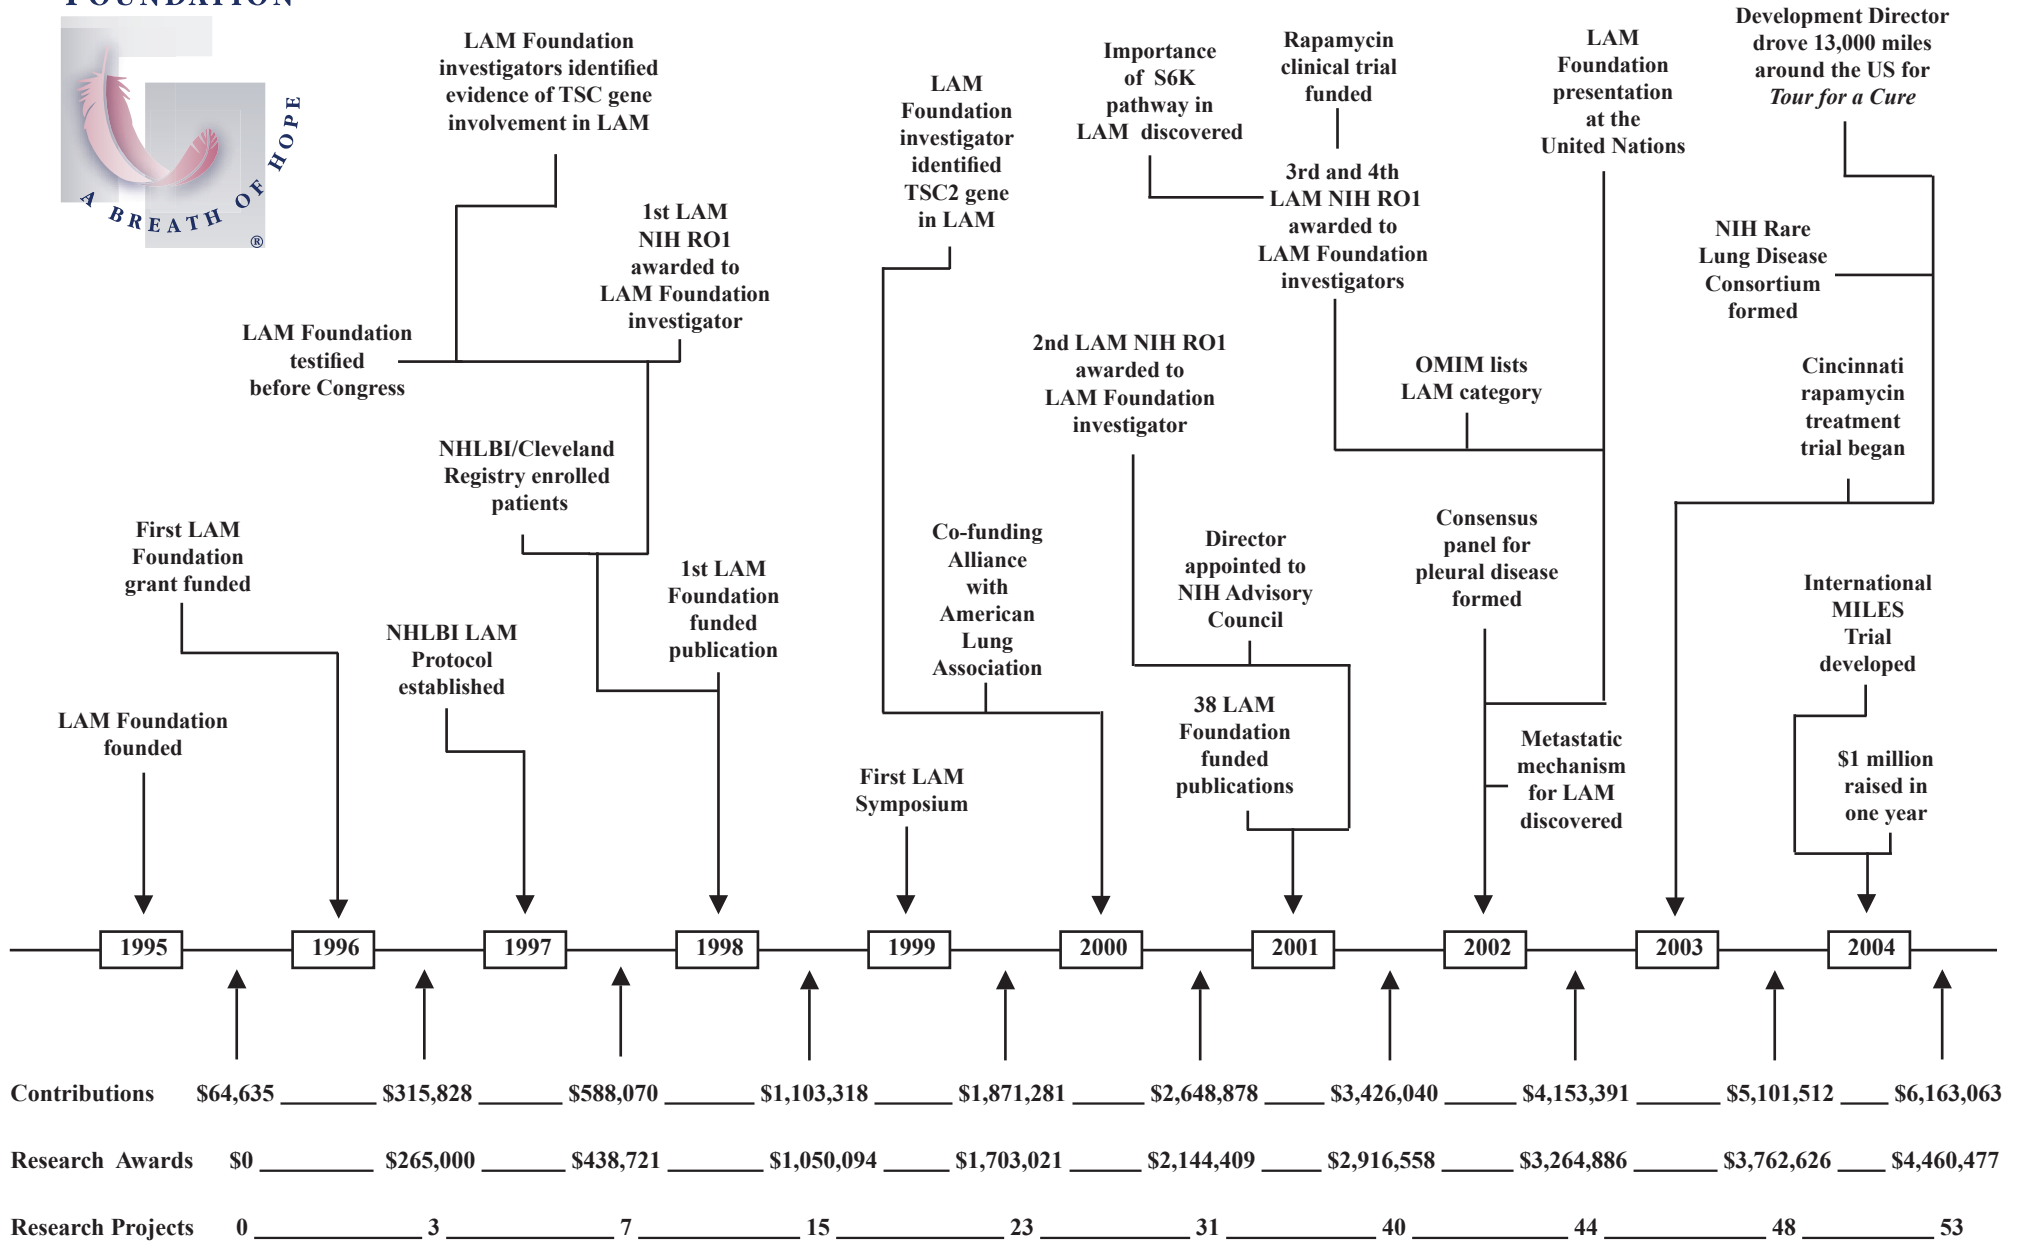 FOUNDATION
A BREATH OF HOPE
®
LAM Foundation
founded
First LAM
Foundation
grant funded
LAM Foundation
testified
before Congress
LAM Foundation
investigators identified
evidence of TSC gene
involvement in LAM
1st LAM
NIH RO1
awarded to
LAM Foundation
investigator
NHLBI/Cleveland
Registry enrolled
patients
NHLBI LAM
Protocol
established
1st LAM
Foundation
funded
publication
First LAM
Symposium
LAM
Foundation
investigator
identified
TSC2 gene
in LAM
Co-funding
Alliance
with
American
Lung
Association
Importance
of S6K
pathway in
LAM discovered
Rapamycin
clinical trial
funded
3rd and 4th
LAM NIH RO1
awarded to
LAM Foundation
investigators
2nd LAM NIH RO1
awarded to
LAM Foundation
investigator
Director
appointed to
NIH Advisory
Council
38 LAM
Foundation
funded
publications
LAM
Foundation
presentation
at the
United Nations
OMIM lists
LAM category
Consensus
panel for
pleural disease
formed
Metastatic
mechanism
for LAM
discovered
Development Director
drove 13,000 miles
around the US for
Tour for a Cure
NIH Rare
Lung Disease
Consortium
formed
Cincinnati
rapamycin
treatment
trial began
International
MILES
Trial
developed
$1 million
raised in
one year
1995 1996 1997 1998 1999 2000 2001 2002 2003 2004
Contributions $64,635 $315,828 $588,070 $1,103,318 $1,871,281 $2,648,878 $3,426,040 $4,153,391 $5,101,512 $6,163,063
Research Awards $0 $265,000 $438,721 $1,050,094 $1,703,021 $2,144,409 $2,916,558 $3,264,886 $3,762,626 $4,460,477
Research Projects 0 3 7 15 23 31 40 44 48 53